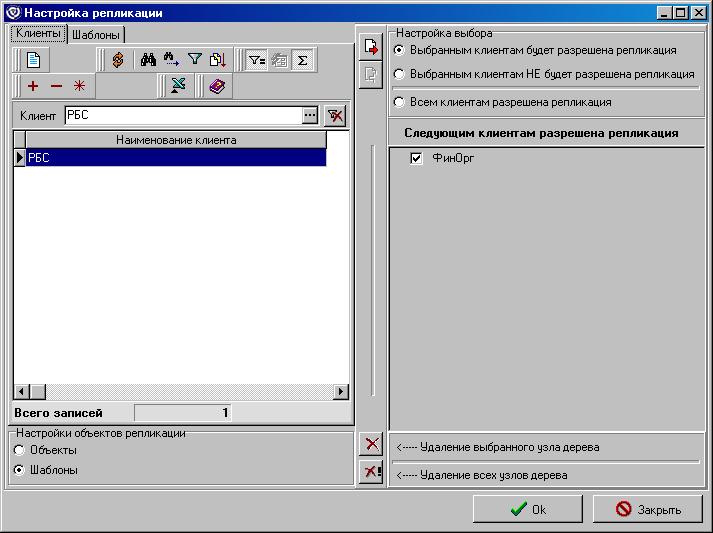 Настройка репликации
Клиенты
Шаблоны
Клиент
РБС
Наименование клиента
РБС
Всего записей
1
Настройки объектов репликации
Объекты
Шаблоны
Настройка выбора
Выбранным клиентам будет разрешена репликация
Выбранным клиентам НЕ будет разрешена репликация
Всем клиентам разрешена репликация
Следующим клиентам разрешена репликация
ФинОрг
<----- Удаление выбранного узла дерева
<----- Удаление всех узлов дерева
Ok
Закрыть